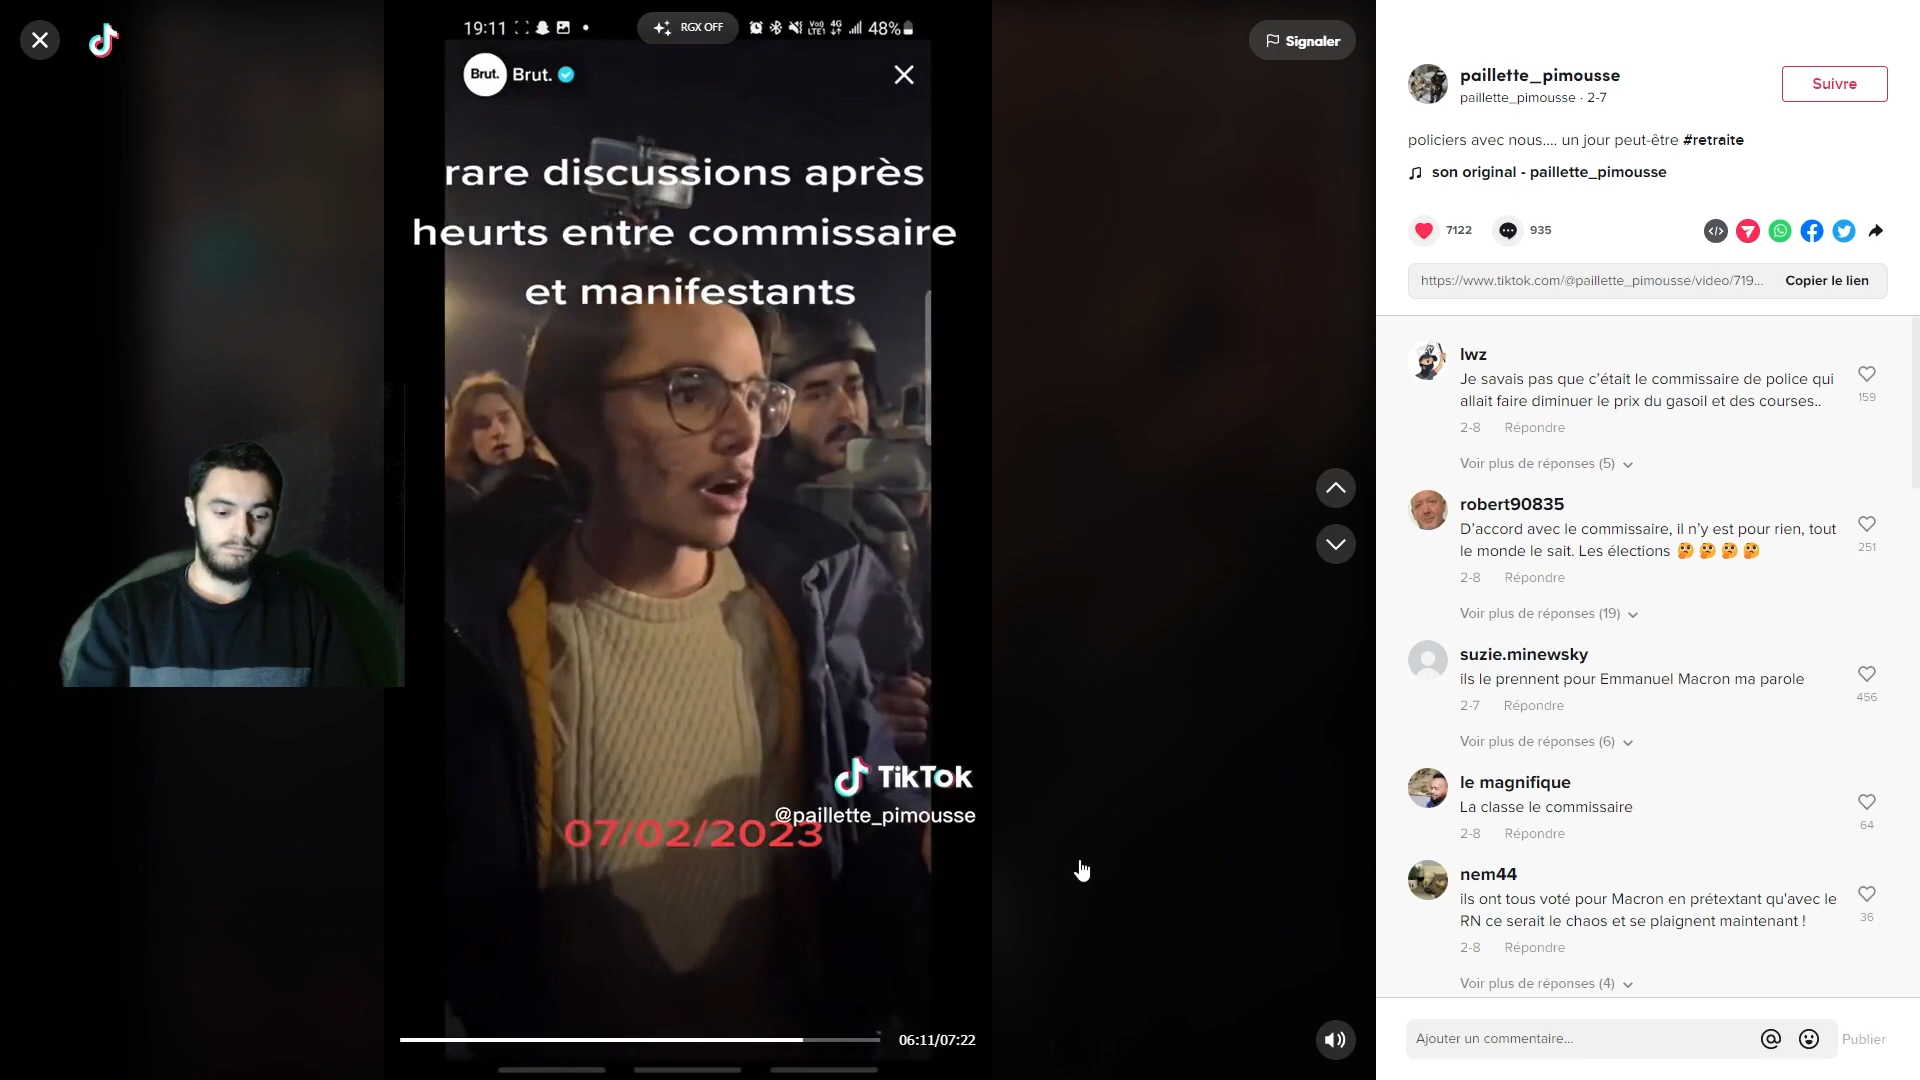 19:11
RGX OFF
Vo))
LTE1
4G
48%
Signaler
Brut.
Brut.
rare discussions après
heurts entre commissaire
et manifestants
TikTok
@paillette_pimousse
07/02/2023
06:11/07:22
paillette_pimousse
paillette_pimousse · 2-7
Suivre
policiers avec nous.... un jour peut-être #retraite
son original - paillette_pimousse
7122
935
https://www.tiktok.com/@paillette_pimousse/video/719...
Copier le lien
lwz
Je savais pas que c'était le commissaire de police qui
allait faire diminuer le prix du gasoil et des courses..
159
2-8 Répondre
Voir plus de réponses (5)
robert90835
D'accord avec le commissaire, il n'y est pour rien, tout
le monde le sait. Les élections 🤔 🤔 🤔 🤔
251
2-8 Répondre
Voir plus de réponses (19)
suzie.minewsky
ils le prennent pour Emmanuel Macron ma parole
456
2-7 Répondre
Voir plus de réponses (6)
le magnifique
La classe le commissaire
64
2-8 Répondre
nem44
ils ont tous voté pour Macron en prétextant qu'avec le
RN ce serait le chaos et se plaignent maintenant !
36
2-8 Répondre
Voir plus de réponses (4)
Ajouter un commentaire...
Publier